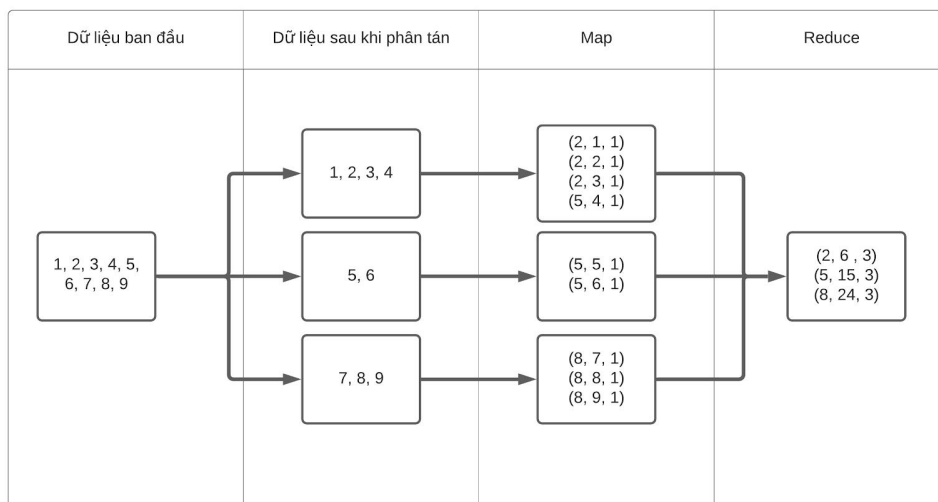 Dữ liệu ban đầu
Dữ liệu sau khi phân tán
Map
Reduce
1, 2, 3, 4, 5,
6, 7, 8, 9
1, 2, 3, 4
5, 6
7, 8, 9
(2, 1, 1)
(2, 2, 1)
(2, 3, 1)
(5, 4, 1)
(5, 5, 1)
(5, 6, 1)
(8, 7, 1)
(8, 8, 1)
(8, 9, 1)
(2, 6 , 3)
(5, 15, 3)
(8, 24, 3)